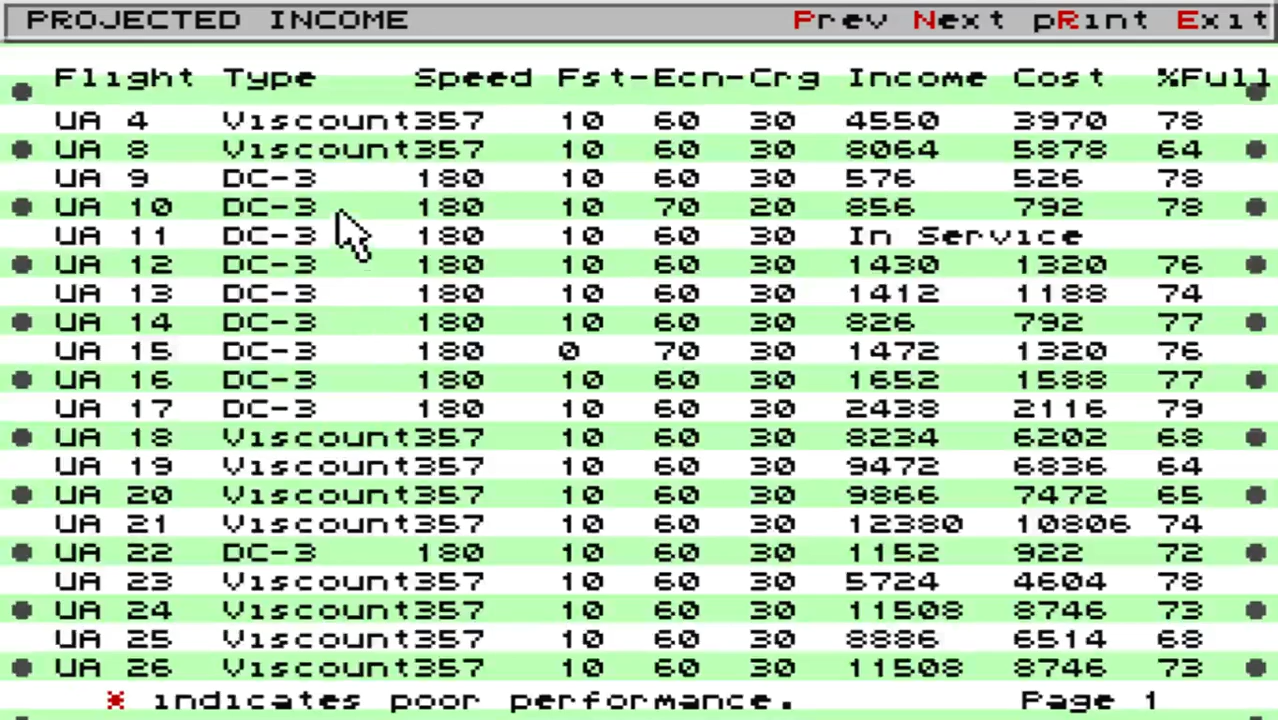 PROJECTED INCOME Prev Next pRint Exit
Flight Type Speed Fst-Ecn-Crg Income Cost %Full
UA 4 Viscount357 10 60 30 4550 3970 78
UA 8 Viscount357 10 60 30 8064 5878 64
UA 9 DC-3 180 10 60 30 576 526 78
UA 10 DC-3 180 10 70 20 856 792 78
UA 11 DC-3 180 10 60 30 In Service
UA 12 DC-3 180 10 60 30 1430 1320 76
UA 13 DC-3 180 10 60 30 1412 1188 74
UA 14 DC-3 180 10 60 30 826 792 77
UA 15 DC-3 180 0 70 30 1472 1320 76
UA 16 DC-3 180 10 60 30 1652 1588 77
UA 17 DC-3 180 10 60 30 2438 2116 79
UA 18 Viscount357 10 60 30 8234 6202 68
UA 19 Viscount357 10 60 30 9472 6836 64
UA 20 Viscount357 10 60 30 9866 7472 65
UA 21 Viscount357 10 60 30 12380 10806 74
UA 22 DC-3 180 10 60 30 1152 922 72
UA 23 Viscount357 10 60 30 5724 4604 78
UA 24 Viscount357 10 60 30 11508 8746 73
UA 25 Viscount357 10 60 30 8886 6514 68
UA 26 Viscount357 10 60 30 11508 8746 73
* indicates poor performance. Page 1